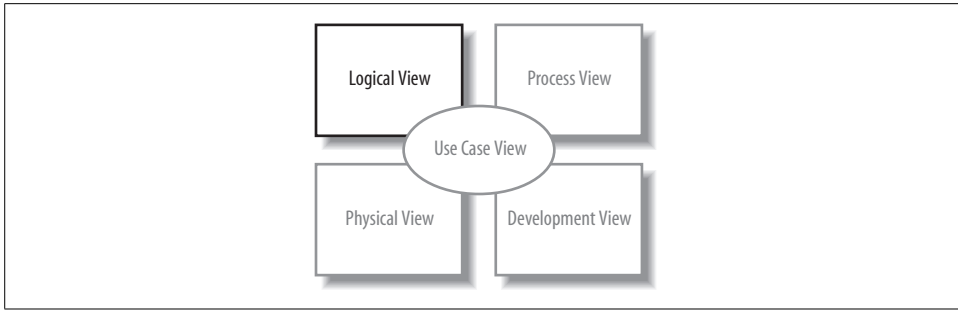 Logical View
Process View
Use Case View
Physical View
Development View